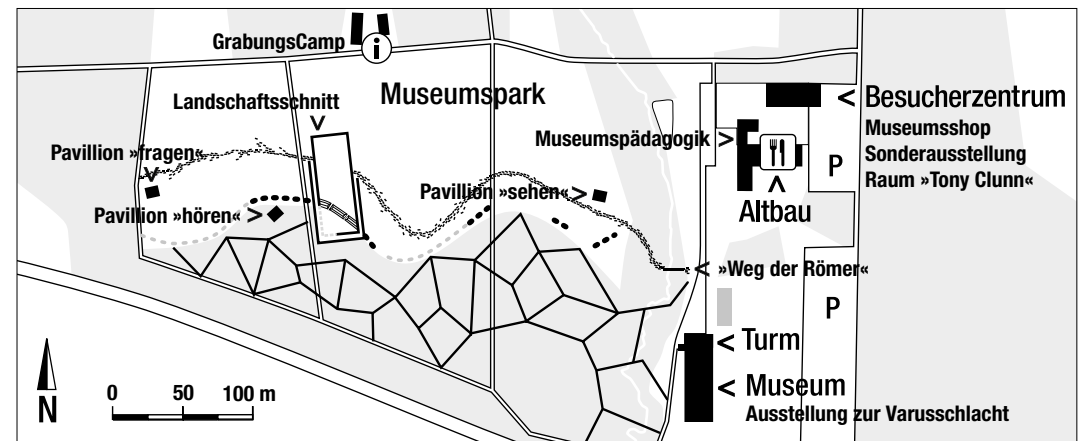 GrabungsCamp
i
Landschaftsschnitt
Museumspark
Besucherzentrum
Museumsshop
Sonderausstellung
Raum »Tony Clunn«
Museumspädagogik
P
Pavillion »fragen«
Pavillion »sehen«
Pavillion »hören«
Altbau
»Weg der Römer«
P
Turm
Museum
Ausstellung zur Varusschlacht
N
0 50 100 m